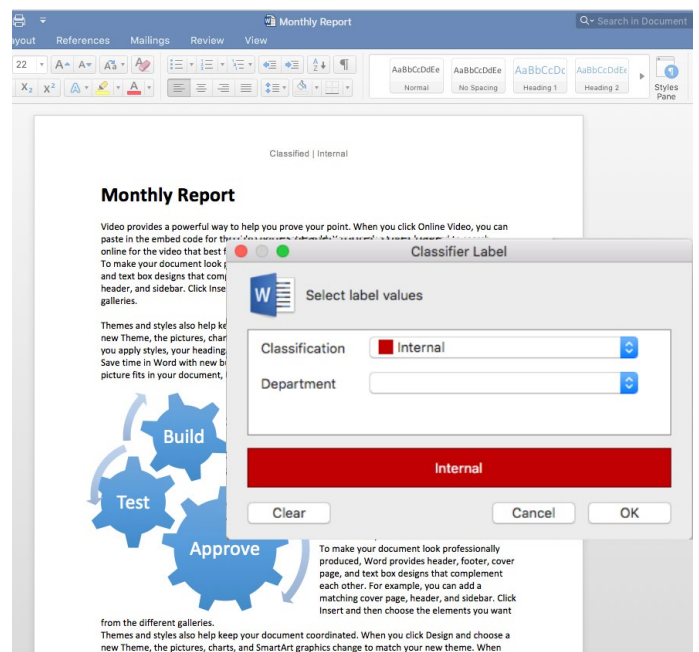 Monthly Report
Search in Document
ayout References Mailings Review View
22
AaBbCcDdEe AaBbCcDdEe AaBbCcDc AaBbCcDdEe
Normal No Spacing Heading 1 Heading 2 Styles
Pane
Classified | Internal
Monthly Report
Video provides a powerful way to help you prove your point. When you click Online Video, you can
paste in the embed code for
online for the video that best f
To make your document look
and text box designs that com
header, and sidebar. Click Inse
galleries.
Themes and styles also help ke
new Theme, the pictures, char
you apply styles, your heading
Save time in Word with new b
picture fits in your document,
Classifier Label
W
Select label values
Classification Internal
Department
Internal
Clear Cancel OK
Build
Test
Approve
To make your document look professionally
produced, Word provides header, footer, cover
page, and text box designs that complement
each other. For example, you can add a
matching cover page, header, and sidebar. Click
Insert and then choose the elements you want
from the different galleries.
Themes and styles also help keep your document coordinated. When you click Design and choose a
new Theme, the pictures, charts, and SmartArt graphics change to match your new theme. When